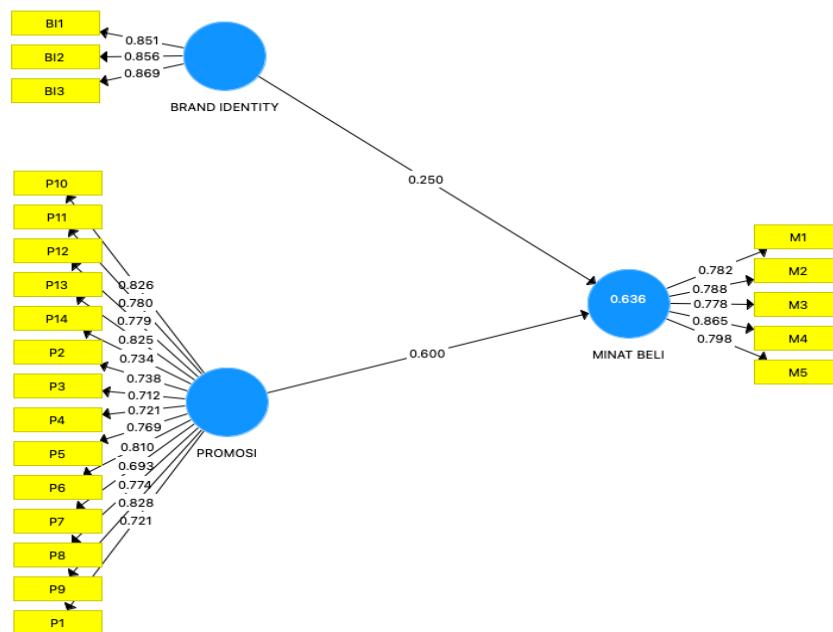 BI1
BI2
BI3
0.851
0.856
0.869
BRAND IDENTITY
0.250
P10
P11
P12
P13
P14
P2
P3
P4
P5
P6
P7
P8
P9
P1
0.826
0.780
0.779
0.825
0.734
0.738
0.712
0.721
0.769
0.810
0.693
0.774
0.828
0.721
PROMOSI
0.600
0.636
MINAT BELI
0.782
0.788
0.778
0.865
0.798
M1
M2
M3
M4
M5